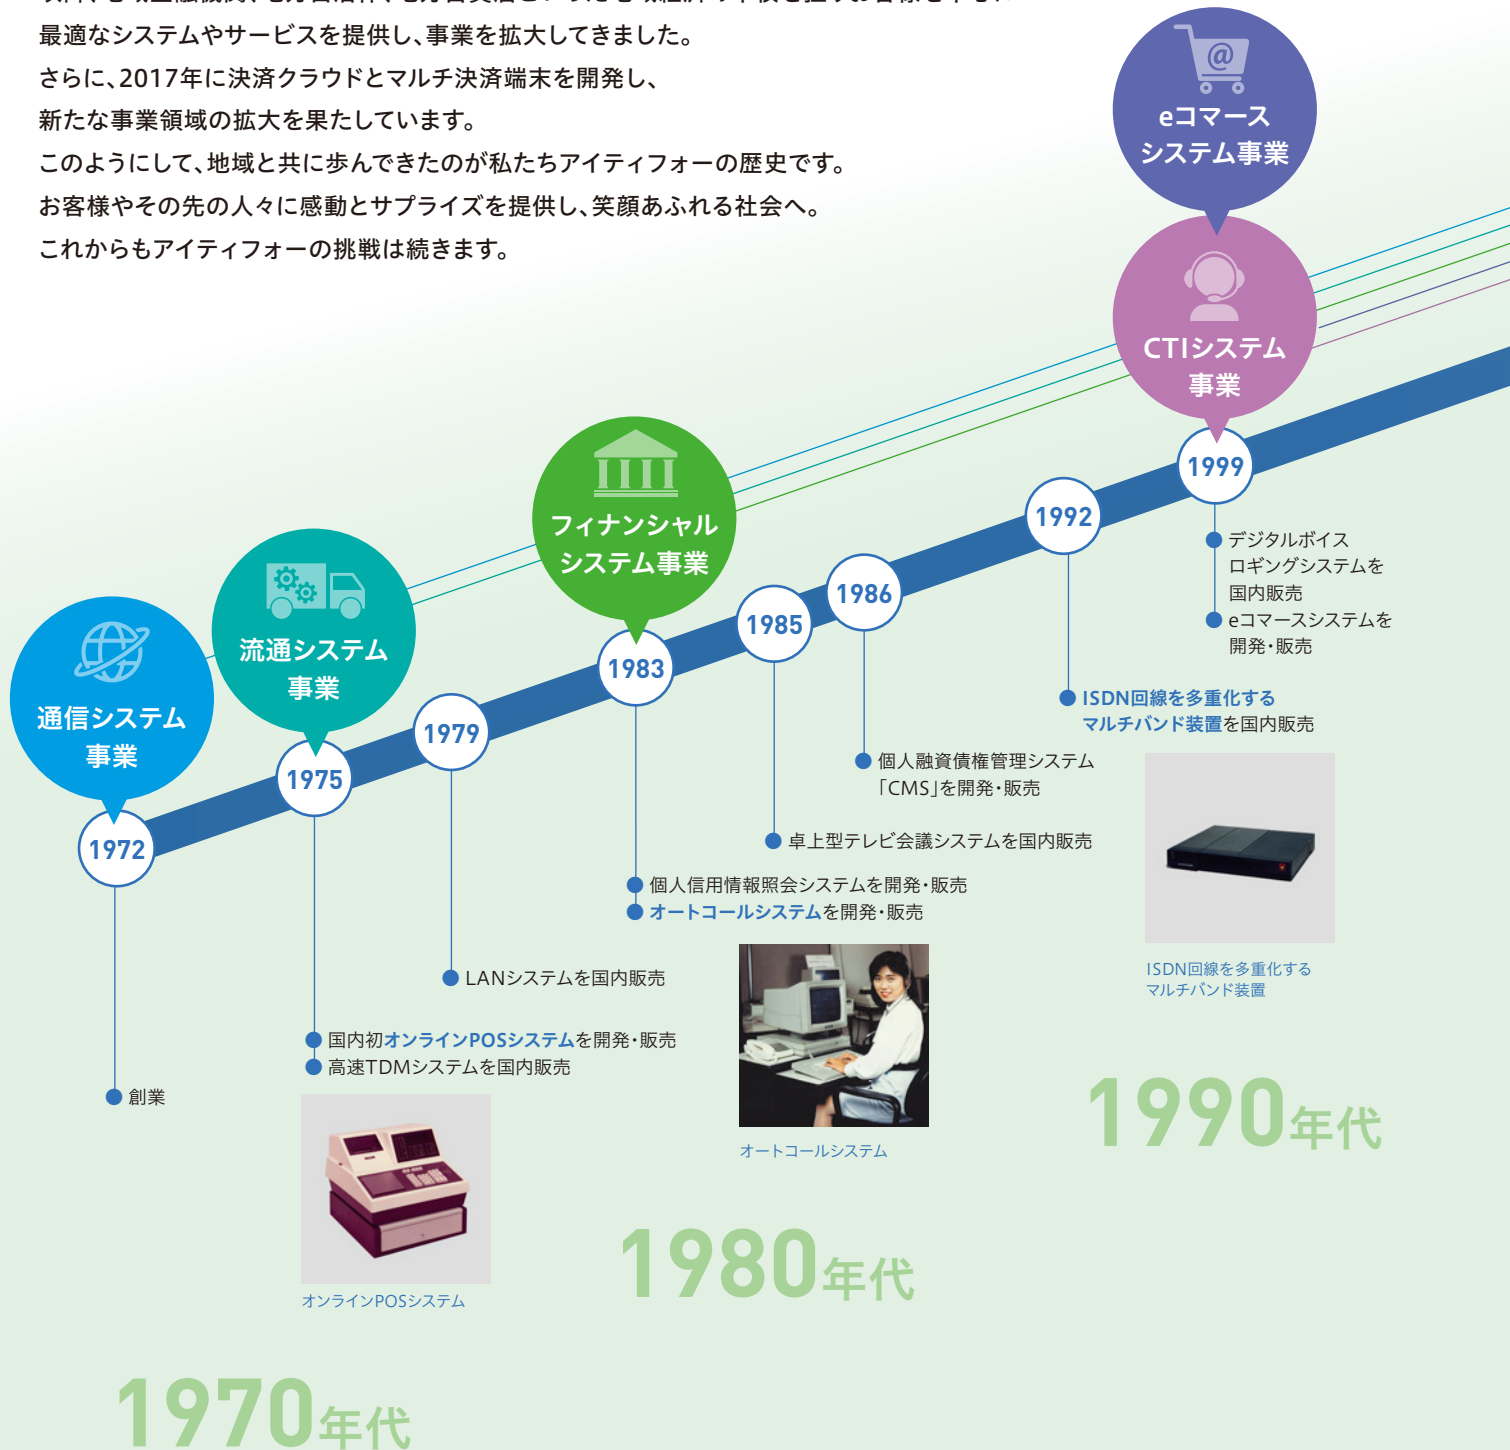 最適なシステムやサービスを提供し、事業を拡大してきました。
さらに、2017年に決済クラウドとマルチ決済端末を開発し、
新たな事業領域の拡大を果たしています。
このようにして、地域と共に歩んできたのが私たちアイティフォーの歴史です。
お客様やその先の人々に感動とサプライズを提供し、笑顔あふれる社会へ。
これからもアイティフォーの挑戦は続きます。
通信システム
事業
1972
創業
流通システム
事業
1975
国内初オンラインPOSシステムを開発・販売
高速TDMシステムを国内販売
オンラインPOSシステム
1979
LANシステムを国内販売
1970年代
フィナンシャル
システム事業
1983
個人信用情報照会システムを開発・販売
オートコールシステムを開発・販売
オートコールシステム
1985
卓上型テレビ会議システムを国内販売
1986
個人融資債権管理システム
「CMS」を開発・販売
1980年代
1992
ISDN回線を多重化する
マルチバンド装置を国内販売
ISDN回線を多重化する
マルチバンド装置
@
eコマース
システム事業
CTIシステム
事業
1999
デジタルボイス
ロギングシステムを
国内販売
eコマースシステムを
開発・販売
1990年代